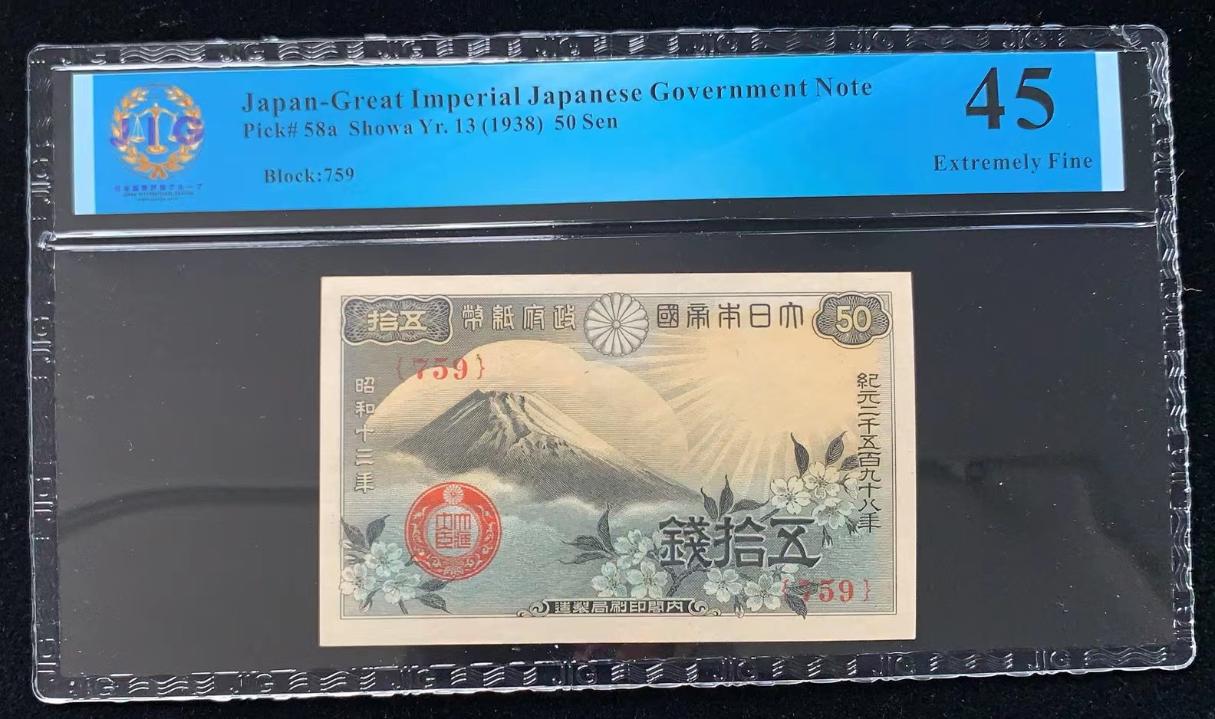 Japan-Great Imperial Japanese Government Note
Pick# 58a Showa Yr. 13 (1938) 50 Sen
Block:759
45
Extremely Fine
JIG
大日本帝國
政府紙幣
五拾
50
{759}
昭和十三年
紀元二千五百九十八年
五拾錢
{759}
內閣印刷局製造